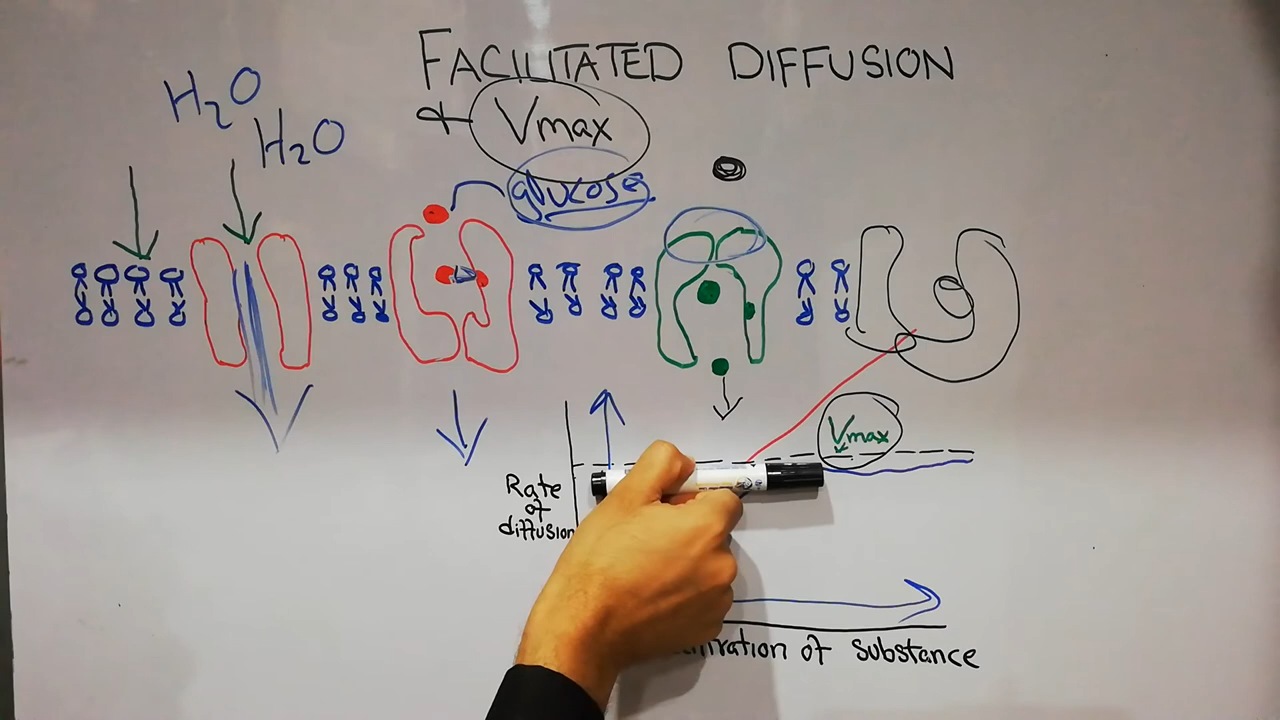 FACILITATED DIFFUSION
& Vmax
H2O
H2O
glucose
Vmax
Rate
of
diffusion
of substance